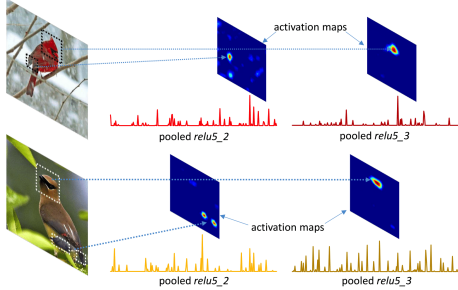 activation maps
pooled relu5_2
pooled relu5_3
activation maps
pooled relu5_2
pooled relu5_3